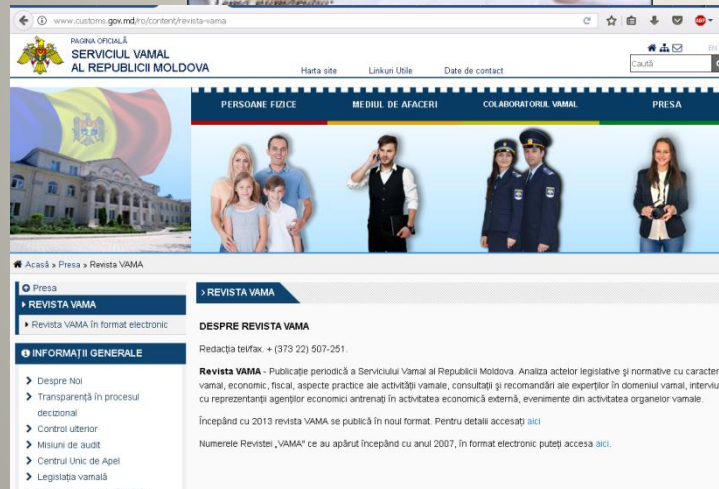 www.customs.gov.md/ro/content/revista-vama
PAGINA OFICIALĂ
SERVICIUL VAMAL
AL REPUBLICII MOLDOVA
Harta site Linkuri Utile Date de contact
EN
Caută
PERSOANE FIZICE MEDIUL DE AFACERI COLABORATORUL VAMAL PRESA
Acasă » Presa » Revista VAMA
Presa
REVISTA VAMA
Revista VAMA în format electronic
INFORMAȚII GENERALE
Despre Noi
Transparență în procesul
decizional
Control ulterior
Misiuni de audit
Centrul Unic de Apel
Legislația vamală
> REVISTA VAMA
DESPRE REVISTA VAMA
Redacția tel/fax. + (373 22) 507-251.
Revista VAMA - Publicație periodică a Serviciului Vamal al Republicii Moldova. Analiza actelor legislative şi normative cu caracter
vamal, economic, fiscal, aspecte practice ale activității vamale, consultații şi recomandări ale experților în domeniul vamal, interviu
cu reprezentanții agenților economici antrenați în activitatea economică externă, evenimente din activitatea organelor vamale.
Începând cu 2013 revista VAMA se publică în noul format. Pentru detalii accesați aici
Numerele Revistei „VAMA" ce au apărut începând cu anul 2007, în format electronic puteți accesa aici.